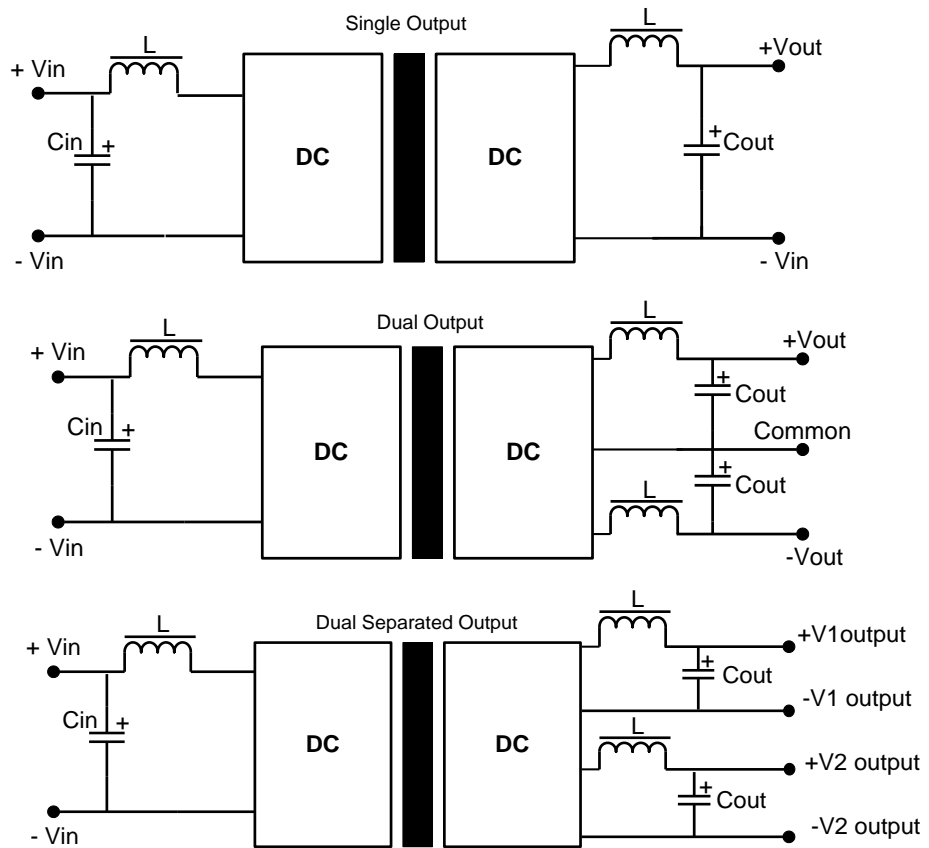 Single Output
L
L
+ Vin
+Vout
Cin
+
DC
DC
+
Cout
- Vin
- Vin
Dual Output
L
L
+ Vin
+Vout
+
Cout
Cin
+
DC
DC
Common
+
Cout
L
- Vin
-Vout
Dual Separated Output
L
L
+ Vin
+V1output
+
Cout
-V1 output
Cin
+
DC
DC
L
+V2 output
+
Cout
- Vin
-V2 output